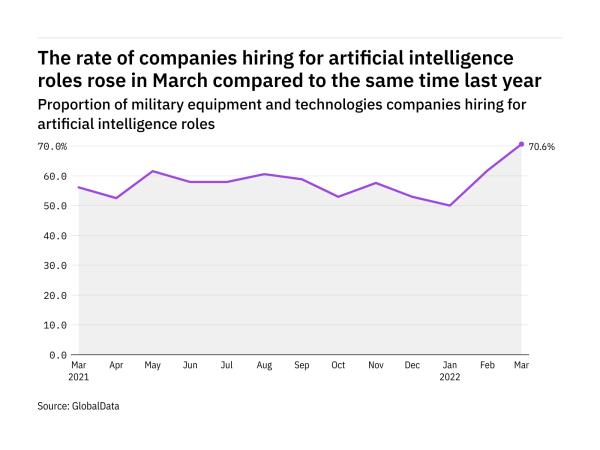 The rate of companies hiring for artificial intelligence
roles rose in March compared to the same time last year
Proportion of military equipment and technologies companies hiring for
artificial intelligence roles
70.0%
70.6%
60.0
50.0
40.0
30.0
20.0
10.0
0.0
Mar Apr May Jun Jul Aug Sep Oct Nov Dec Jan Feb Mar
2021 2022
Source: GlobalData